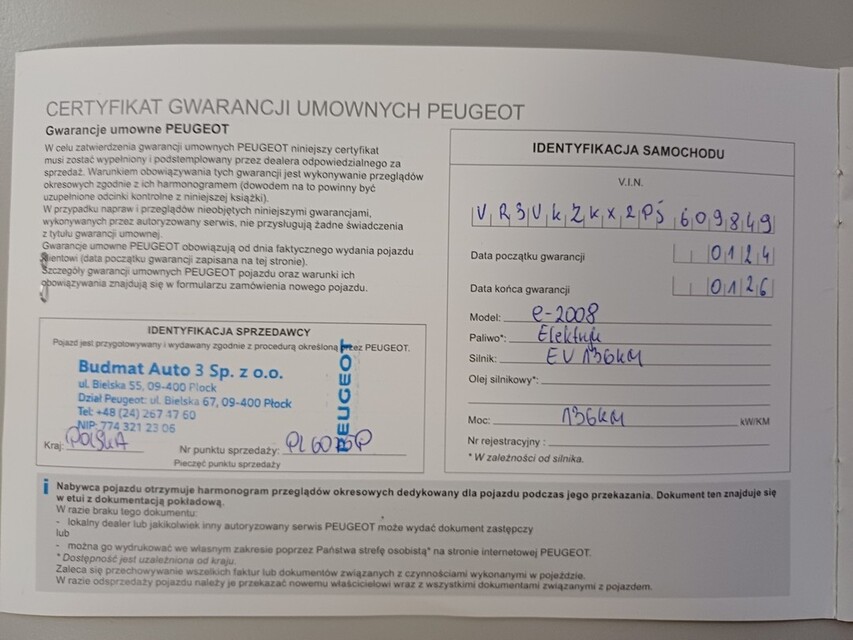 CERTYFIKAT GWARANCJI UMOWNYCH PEUGEOT
Gwarancje umowne PEUGEOT
W celu zatwierdzenia gwarancji umownych PEUGEOT niniejszy certyfikat
musi zostać wypełniony i podstemplowany przez dealera odpowiedzialnego za
sprzedaż. Warunkiem obowiązywania tych gwarancji jest wykonywanie przeglądów
okresowych zgodnie z ich harmonogramem (dowodem na to powinny być
uzupełnione odcinki kontrolne z niniejszej książki).
W przypadku napraw i przeglądów nieobjętych niniejszymi gwarancjami,
wykonywanych przez autoryzowany serwis, nie przysługują żadne świadczenia
z tytułu gwarancji umownej.
Gwarancje umowne PEUGEOT obowiązują od dnia faktycznego wydania pojazdu
klientowi (data początku gwarancji zapisana na tej stronie).
Szczegóły gwarancji umownych PEUGEOT pojazdu oraz warunki ich
obowiązywania znajdują się w formularzu zamówienia nowego pojazdu.
IDENTYFIKACJA SPRZEDAWCY
Pojazd jest przygotowywany i wydawany zgodnie z procedurą określoną przez PEUGEOT.
Budmat Auto 3 Sp. z o.o.
ul. Bielska 55, 09-400 Płock
Dział Peugeot: ul. Bielska 67, 09-400 Płock
Tel: +48 (24) 267 47 60
NIP: 774 321 23 06
PEUGEOT
Kraj: POLSKA Nr punktu sprzedaży:
Pieczęć punktu sprzedaży
IDENTYFIKACJA SAMOCHODU
V.I.N.
VR3UKZKX2PJ609849
Data początku gwarancji 0124
Data końca gwarancji 0126
Model: e-2008
Paliwo*: Elektryk
Silnik: EV 136KM
Olej silnikowy*:
Moc: 136KM kW/KM
Nr rejestracyjny :
* W zależności od silnika.
i Nabywca pojazdu otrzymuje harmonogram przeglądów okresowych dedykowany dla pojazdu podczas jego przekazania. Dokument ten znajduje się
w etui z dokumentacją pokładową.
W razie braku tego dokumentu:
- lokalny dealer lub jakikolwiek inny autoryzowany serwis PEUGEOT może wydać dokument zastępczy
lub
- można go wydrukować we własnym zakresie poprzez Państwa strefę osobistą* na stronie internetowej PEUGEOT.
* Dostępność jest uzależniona od kraju.
Zaleca się przechowywanie wszelkich faktur lub dokumentów związanych z czynnościami wykonanymi w pojeździe.
W razie odsprzedaży pojazdu należy je przekazać nowemu właścicielowi wraz z wszystkimi dokumentami związanymi z pojazdem.